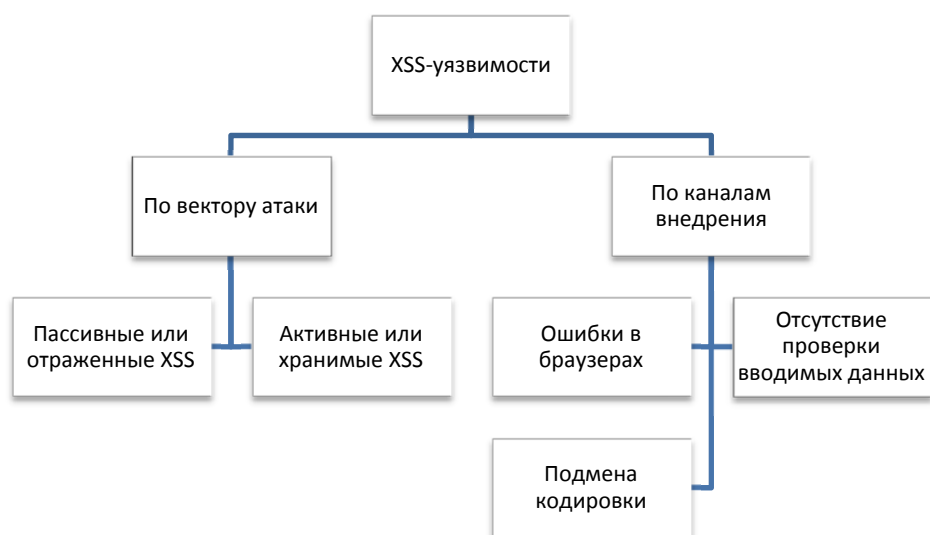 XSS-уязвимости
По вектору атаки
По каналам
внедрения
Пассивные или
отраженные XSS
Активные или
хранимые XSS
Ошибки в
браузерах
Отсутствие
проверки
вводимых данных
Подмена
кодировки